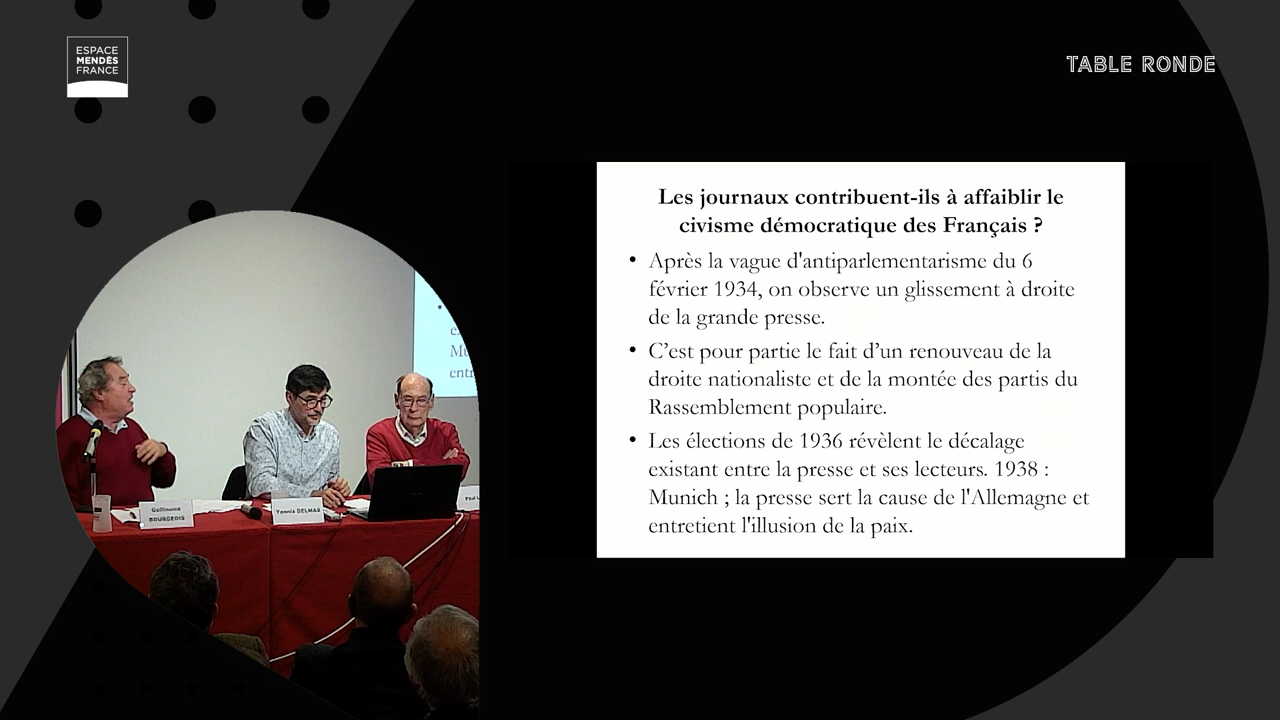 ESPACE
MENDÈS
FRANCE
TABLE RONDE
Les journaux contribuent-ils à affaiblir le
civisme démocratique des Français ?
• Après la vague d'antiparlementarisme du 6
février 1934, on observe un glissement à droite
de la grande presse.
• C’est pour partie le fait d’un renouveau de la
droite nationaliste et de la montée des partis du
Rassemblement populaire.
• Les élections de 1936 révèlent le décalage
existant entre la presse et ses lecteurs. 1938 :
Munich ; la presse sert la cause de l'Allemagne et
entretient l'illusion de la paix.
Guillaume
BOURGEOIS
Yannis DELMAS